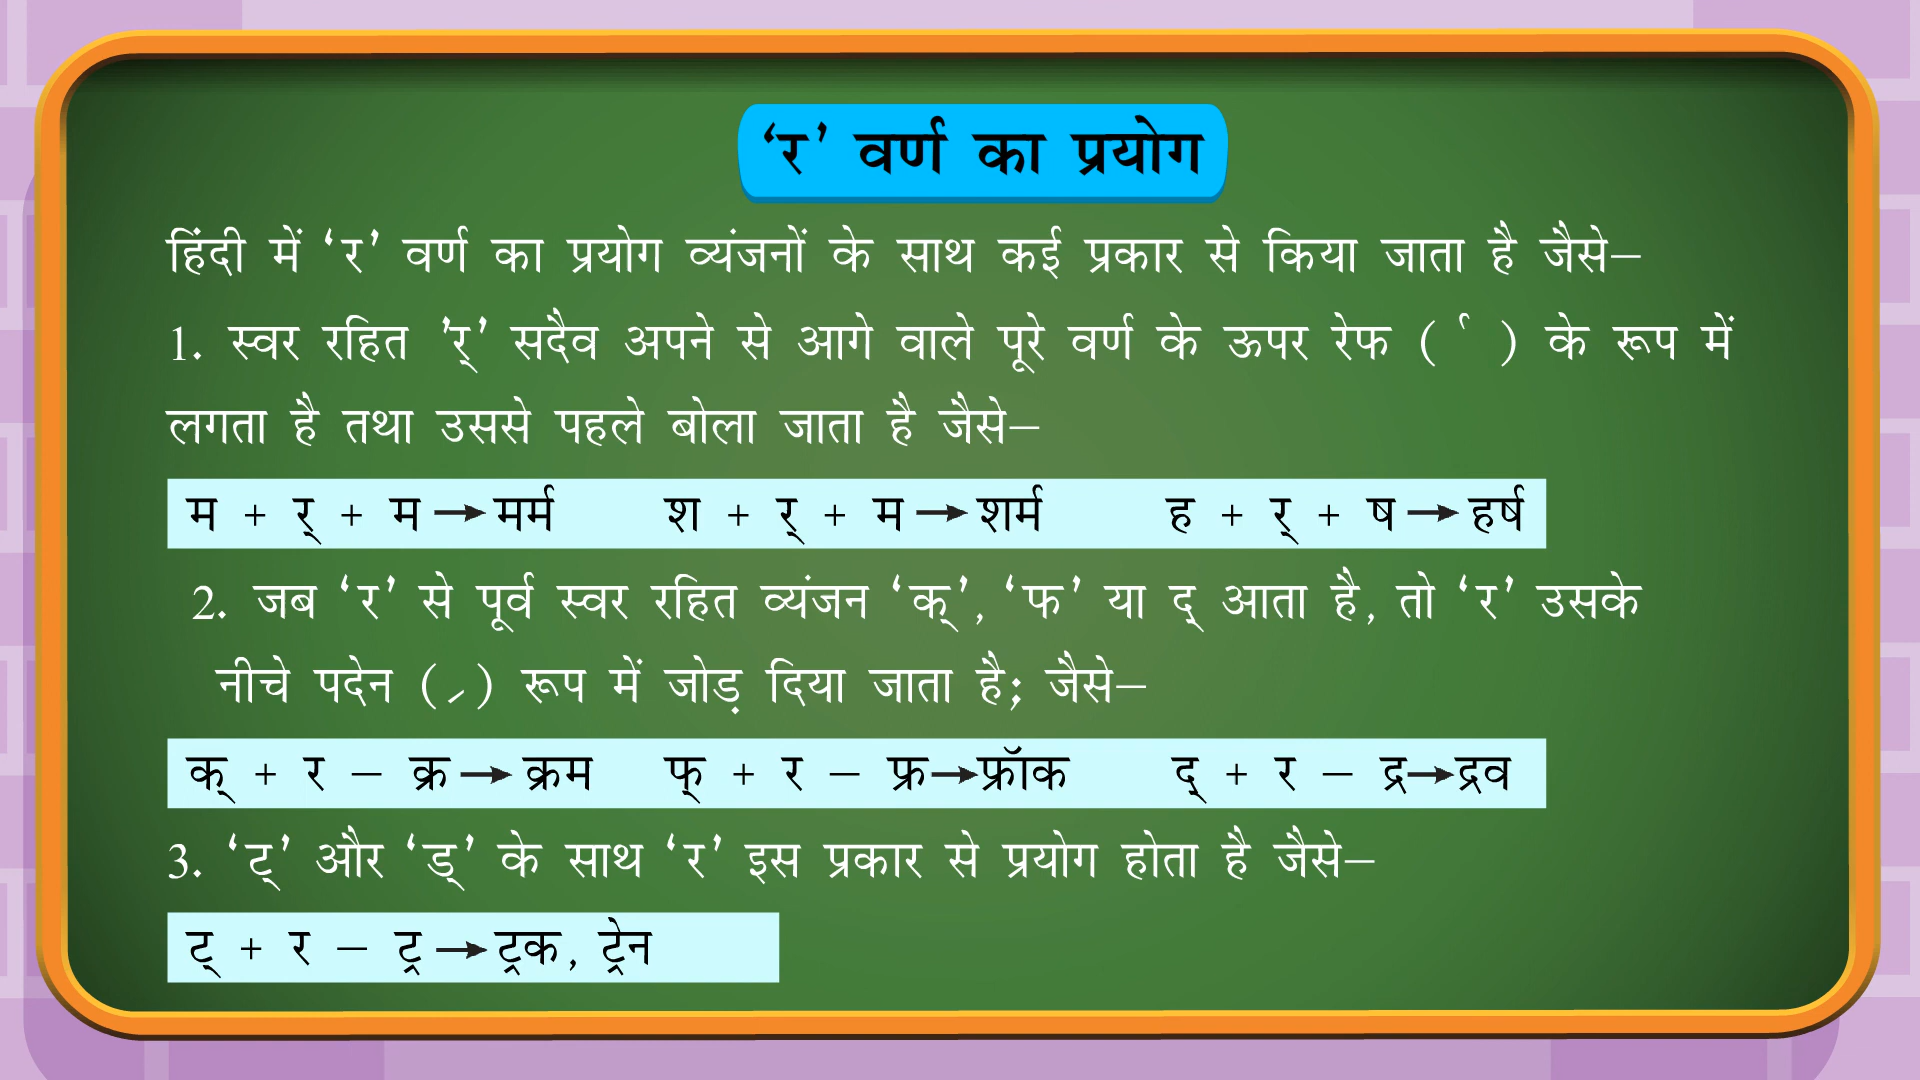 ‘र’ वर्ण का प्रयोग
हिंदी में ‘र’ वर्ण का प्रयोग व्यंजनों के साथ कई प्रकार से किया जाता है जैसे–
1. स्वर रहित ’र्’ सदैव अपने से आगे वाले पूरे वर्ण के ऊपर रेफ ( र्  ) के रूप में
लगता है तथा उससे पहले बोला जाता है जैसे–
म + र् + म → मर्म श + र् + म → शर्म ह + र् + ष → हर्ष
2. जब ‘र’ से पूर्व स्वर रहित व्यंजन ‘क्’, ‘फ’ या द् आता है, तो ‘र’ उसके
नीचे पदेन (्र) रूप में जोड़ दिया जाता है; जैसे–
क् + र – क्र → क्रम फ् + र – फ्र → फ्रॉक द् + र – द्र → द्रव
3. ‘ट्’ और ‘ड्’ के साथ ‘र’ इस प्रकार से प्रयोग होता है जैसे–
ट् + र – ट्र → ट्रक, ट्रेन